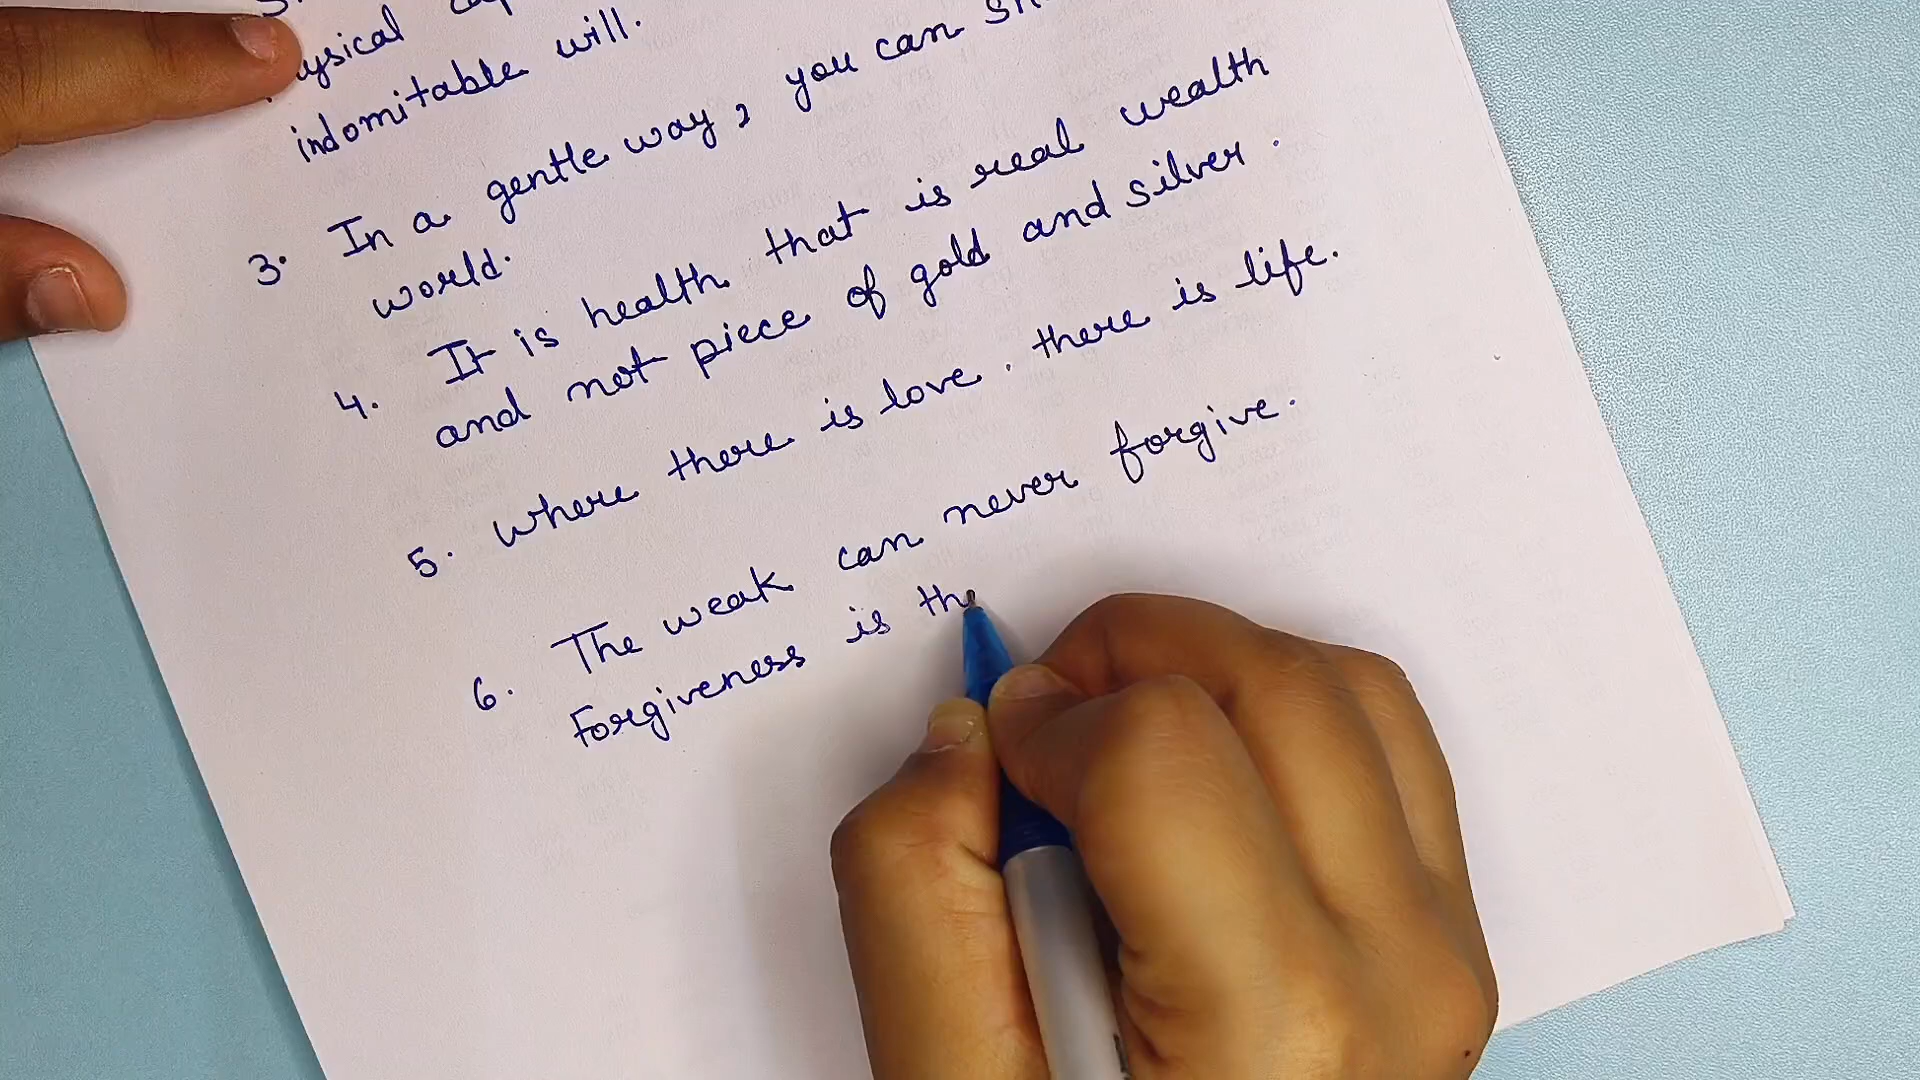 indomitable will.
3. In a gentle way, you can
world.
4. It is health that is real wealth
and not piece of gold and silver.
5. where there is love. there is life.
6. The weak can never forgive.
Forgiveness is th